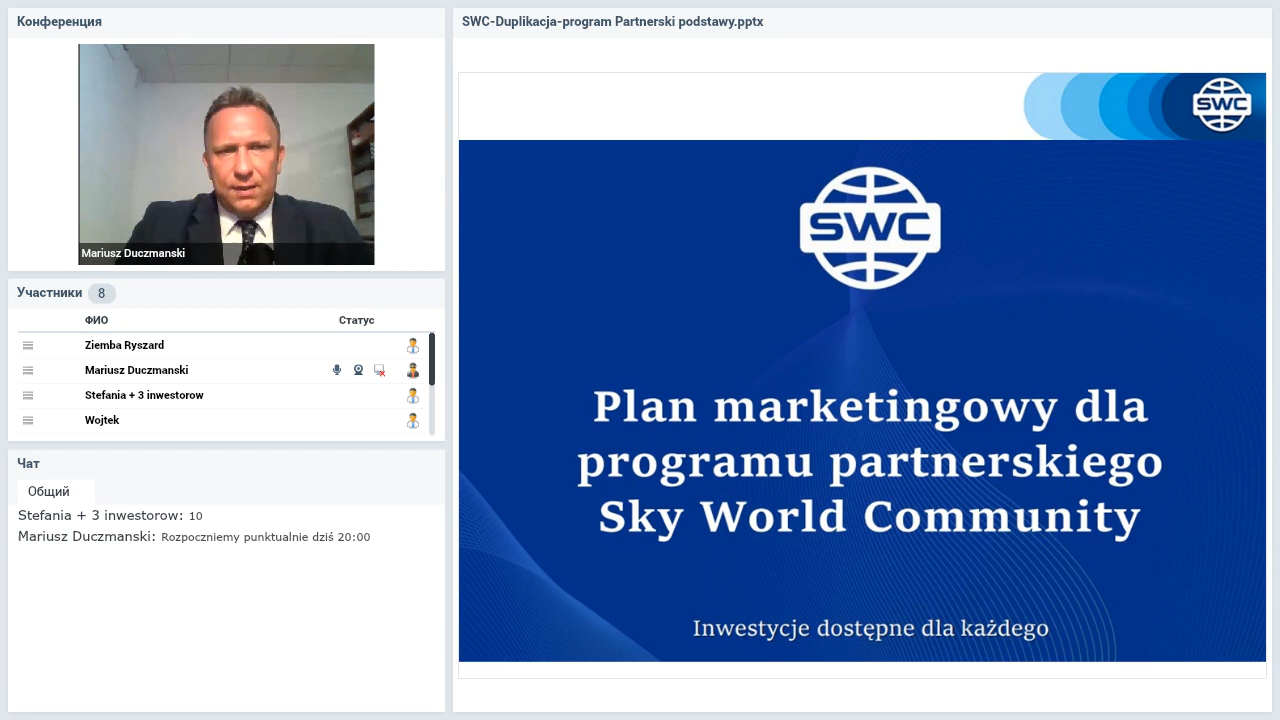 Конференция
Mariusz Duczmanski
Участники 8
ФИО Статус
Ziemba Ryszard
Mariusz Duczmanski
Stefania + 3 inwestorow
Wojtek
Чат
Общий
Stefania + 3 inwestorow: 10
Mariusz Duczmanski: Rozpoczniemy punktualnie dziś 20:00
SWC-Duplikacja-program Partnerski podstawy.pptx
SWC
SWC
Plan marketingowy dla
programu partnerskiego
Sky World Community
Inwestycje dostępne dla każdego